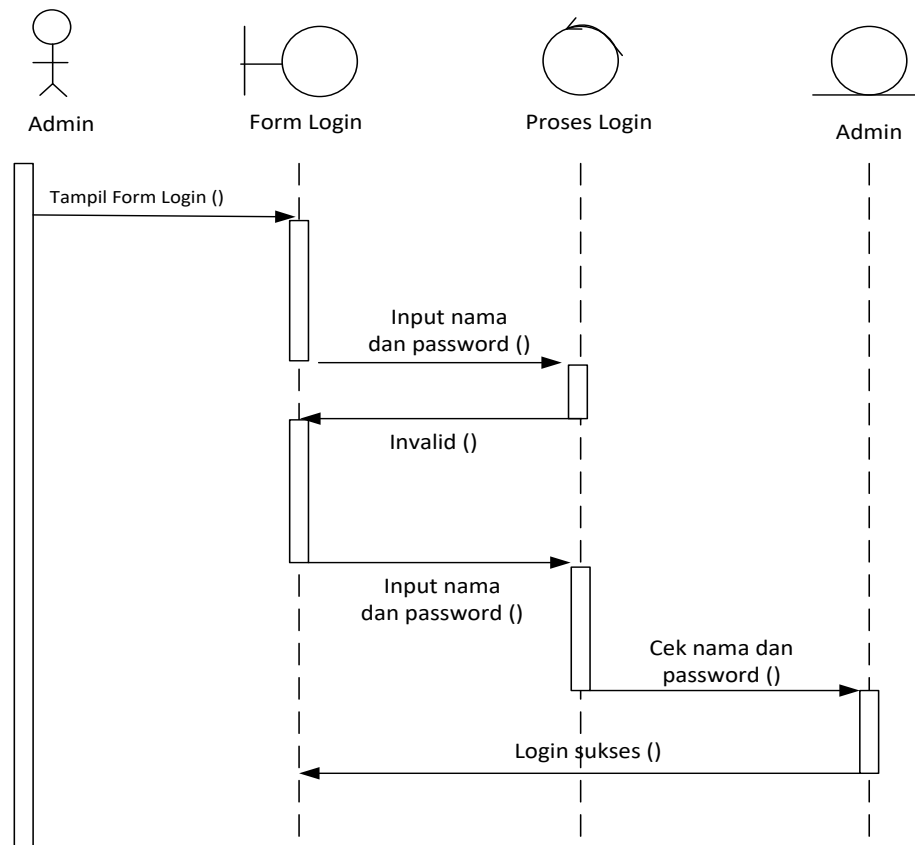 Admin
Form Login
Proses Login
Admin
Tampil Form Login ()
Input nama
dan password ()
Invalid ()
Input nama
dan password ()
Cek nama dan
password ()
Login sukses ()